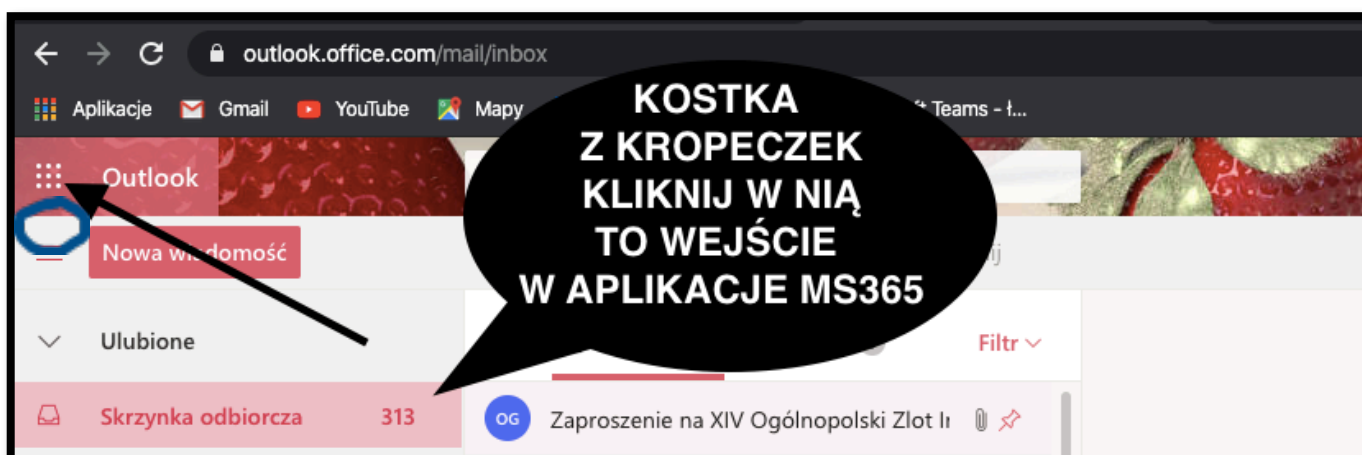 outlook.office.com/mail/inbox
Aplikacje Gmail YouTube Mapy Teams - ł...
KOSTKA
Z KROPECZEK
KLIKNIJ W NIĄ
TO WEJŚCIE
W APLIKACJE MS365
Outlook
Nowa wiadomość
Ulubione
Filtr
Skrzynka odbiorcza 313
OG Zaproszenie na XIV Ogólnopolski Zlot